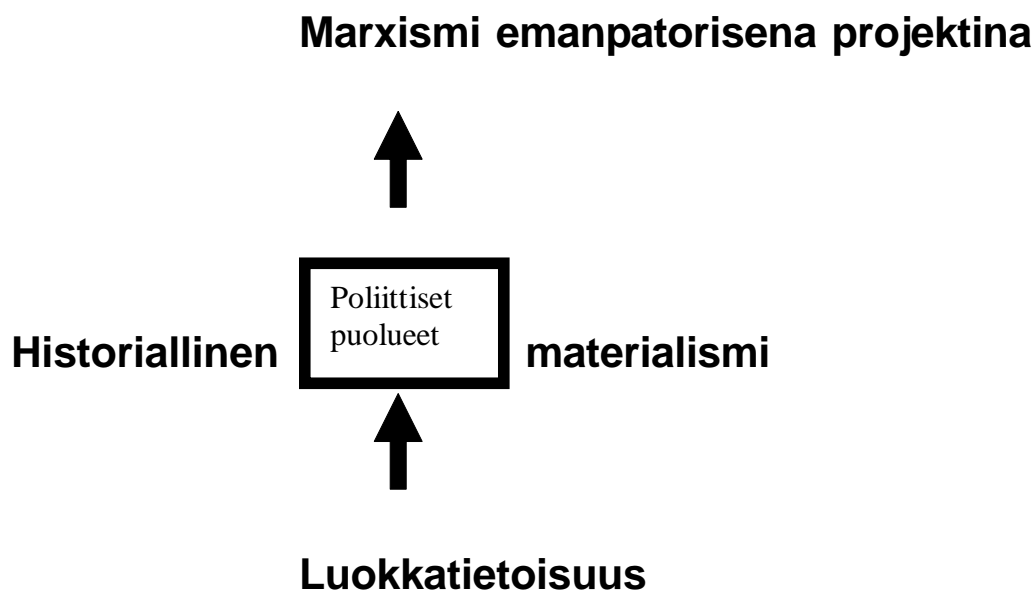 Marxismi emanpatorisena projektina
Poliittiset
puolueet
Historiallinen materialismi
Luokkatietoisuus